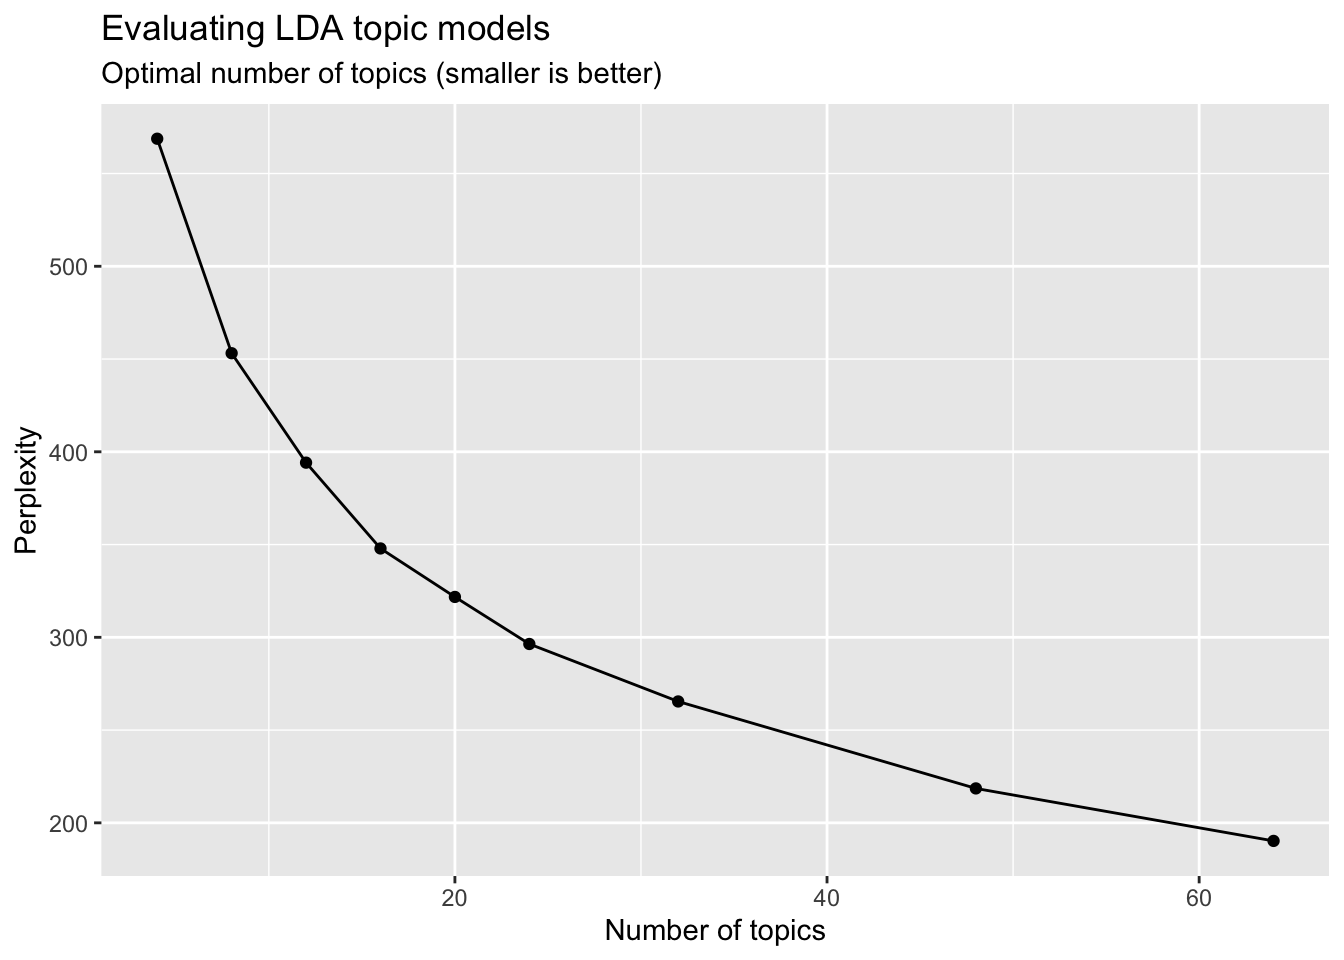 Evaluating LDA topic models
Optimal number of topics (smaller is better)
Perplexity
500
400
300
200
20
40
60
Number of topics